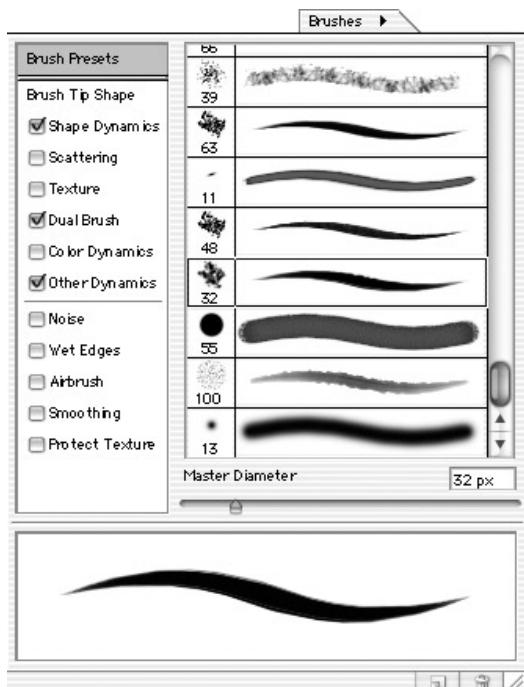 Brushes
Brush Presets
Brush Tip Shape
Shape Dynamics
Scattering
Texture
Dual Brush
Color Dynamics
Other Dynamics
Noise
Wet Edges
Airbrush
Smoothing
Protect Texture
66
39
63
11
48
32
55
100
13
Master Diameter
32 px